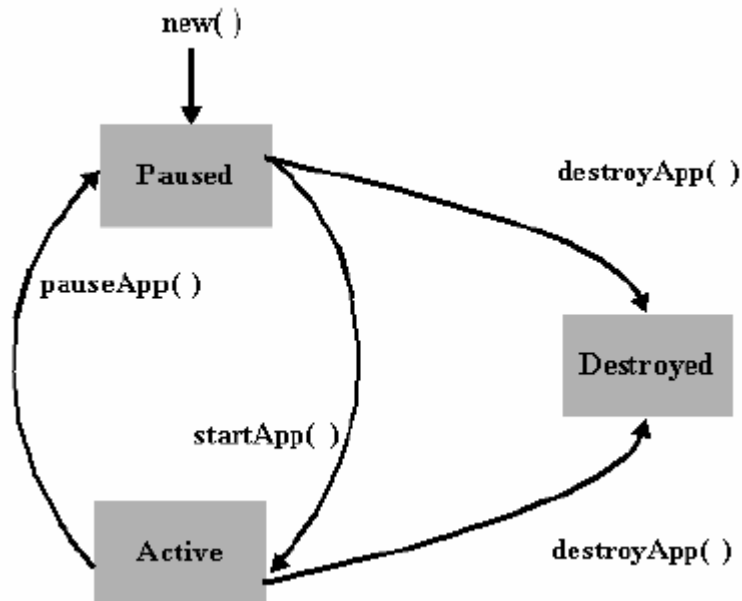 new( )
Paused
destroyApp( )
pauseApp( )
Destroyed
startApp( )
Active
destroyApp( )